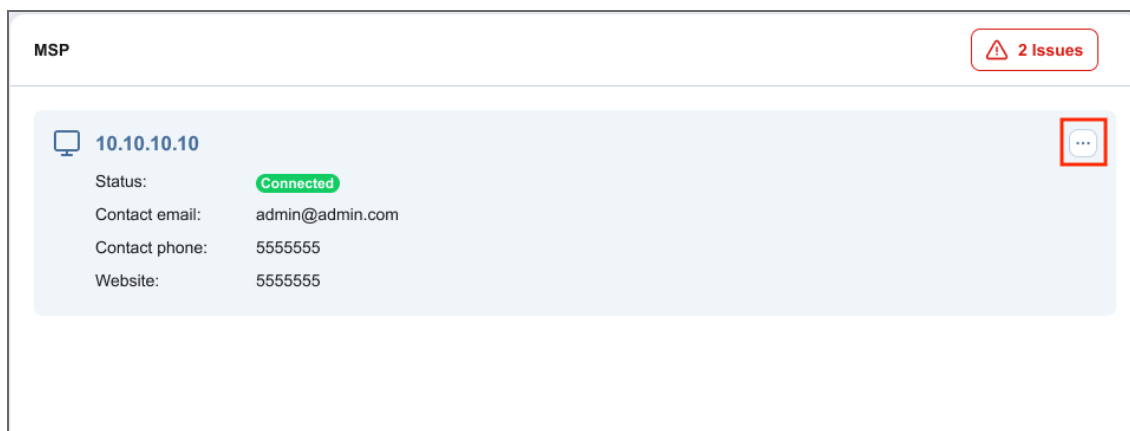 MSP
2 Issues
10.10.10.10
Status: Connected
Contact email: admin@admin.com
Contact phone: 5555555
Website: 5555555